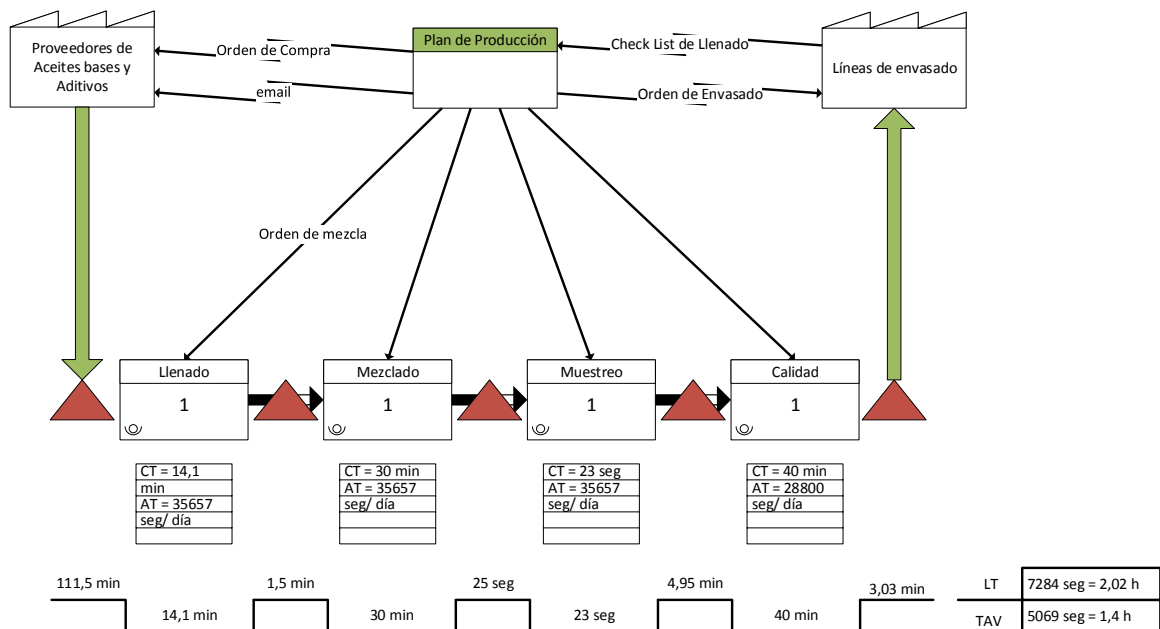 Proveedores de
Aceites bases y
Aditivos
Orden de Compra
email
Plan de Producción
Check List de Llenado
Orden de Envasado
Líneas de envasado
Orden de mezcla
Llenado
1
Mezclado
1
Muestreo
1
Calidad
1
CT = 14,1
min
AT = 35657
seg/ día
CT = 30 min
AT = 35657
seg/ día
CT = 23 seg
AT = 35657
seg/ día
CT = 40 min
AT = 28800
seg/ día
111,5 min
14,1 min
1,5 min
30 min
25 seg
23 seg
4,95 min
40 min
3,03 min
LT
7284 seg = 2,02 h
TAV
5069 seg = 1,4 h